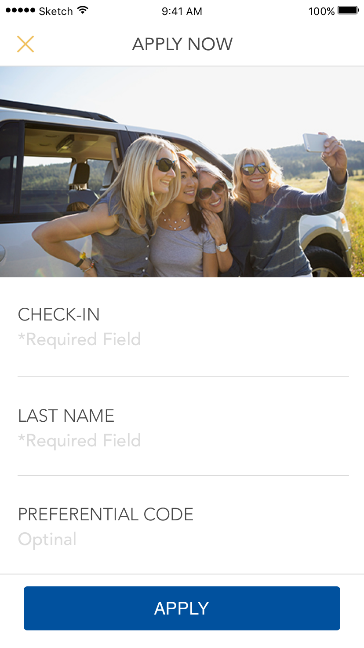 Sketch 9:41 AM 100%
APPLY NOW
CHECK-IN
*Required Field
LAST NAME
*Required Field
PREFERENTIAL CODE
Optinal
APPLY